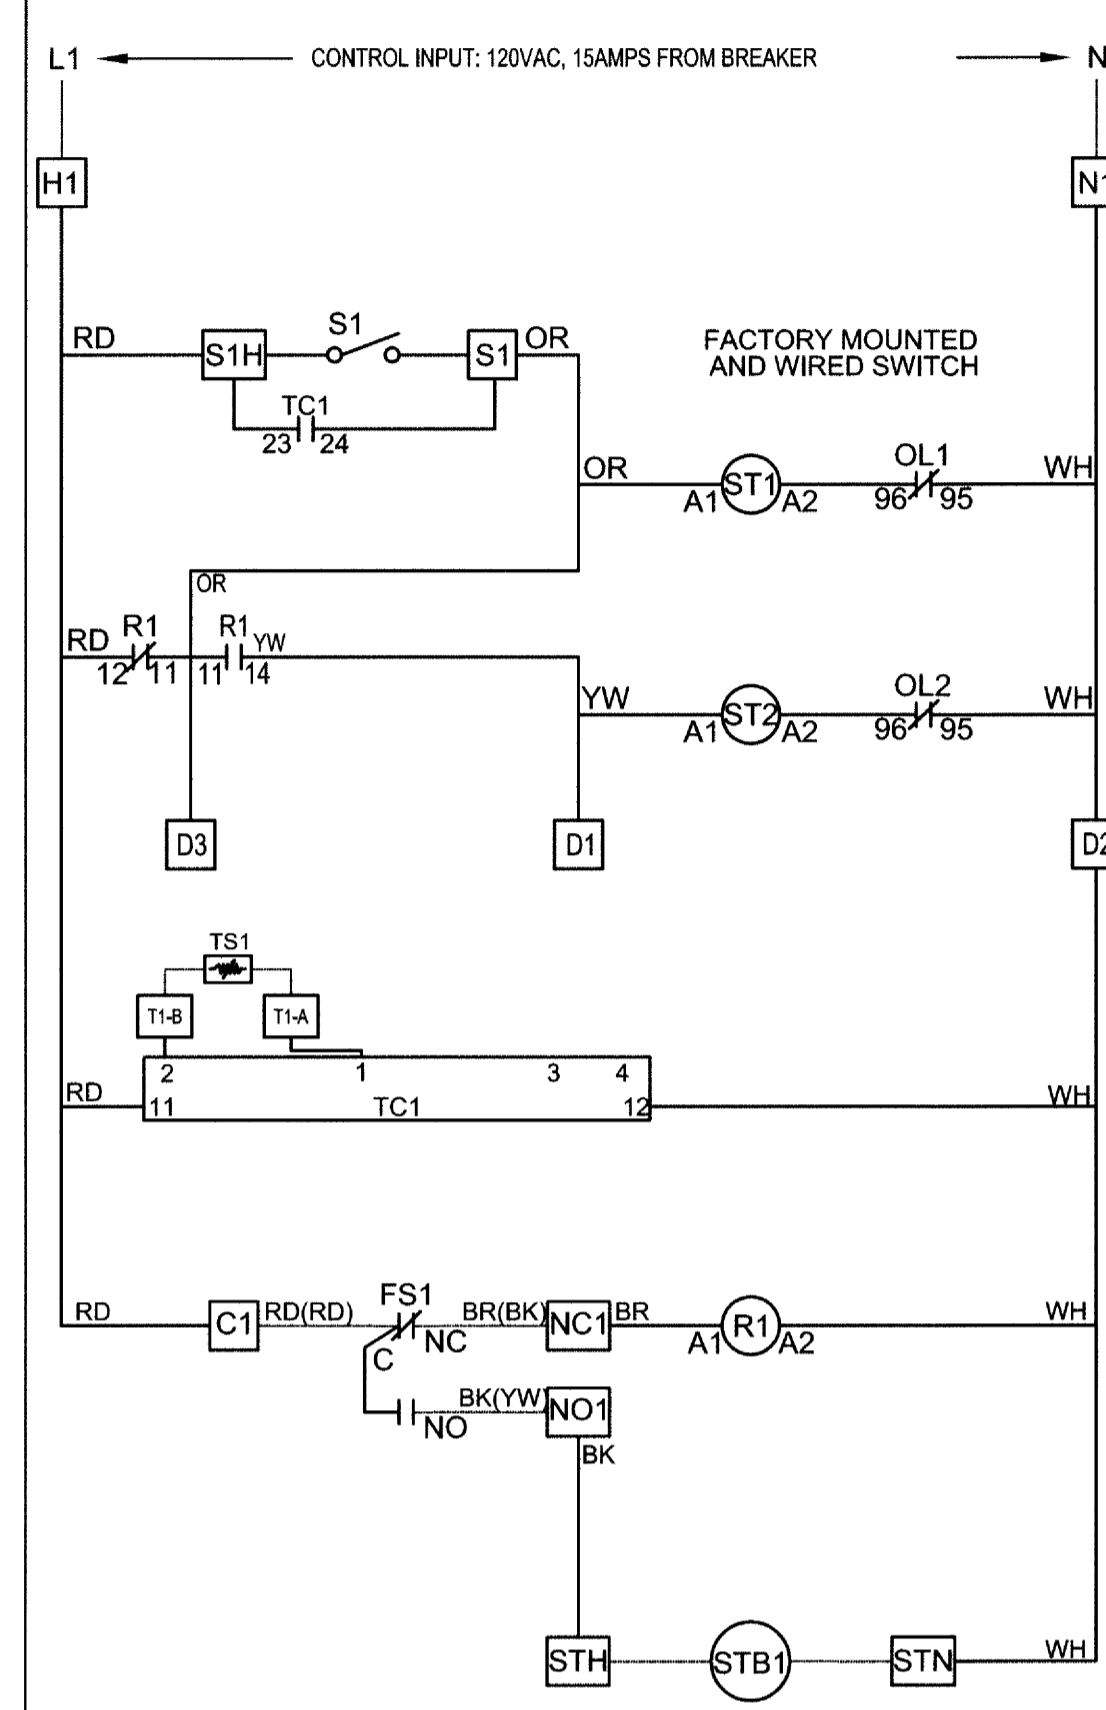 L1 CONTROL INPUT: 120VAC, 15AMPS FROM BREAKER N
H1 N1
RD S1H S1 S1 OR FACTORY MOUNTED
AND WIRED SWITCH
TC1
23 24
OR A1 ST1 A2 OL1 96 95 WH
OR
RD R1 12 11 R1 11 14 YW
YW A1 ST2 A2 OL2 96 95 WH
D3 D1 D2
TS1
T1-B T1-A
2 1 3 4
RD 11 TC1 12 WH
RD C1 RD(RD) FS1 C NC BR(BK) NC1 BR A1 R1 A2 WH
NO BK(YW) NO1
BK
STH STB1 STN WH